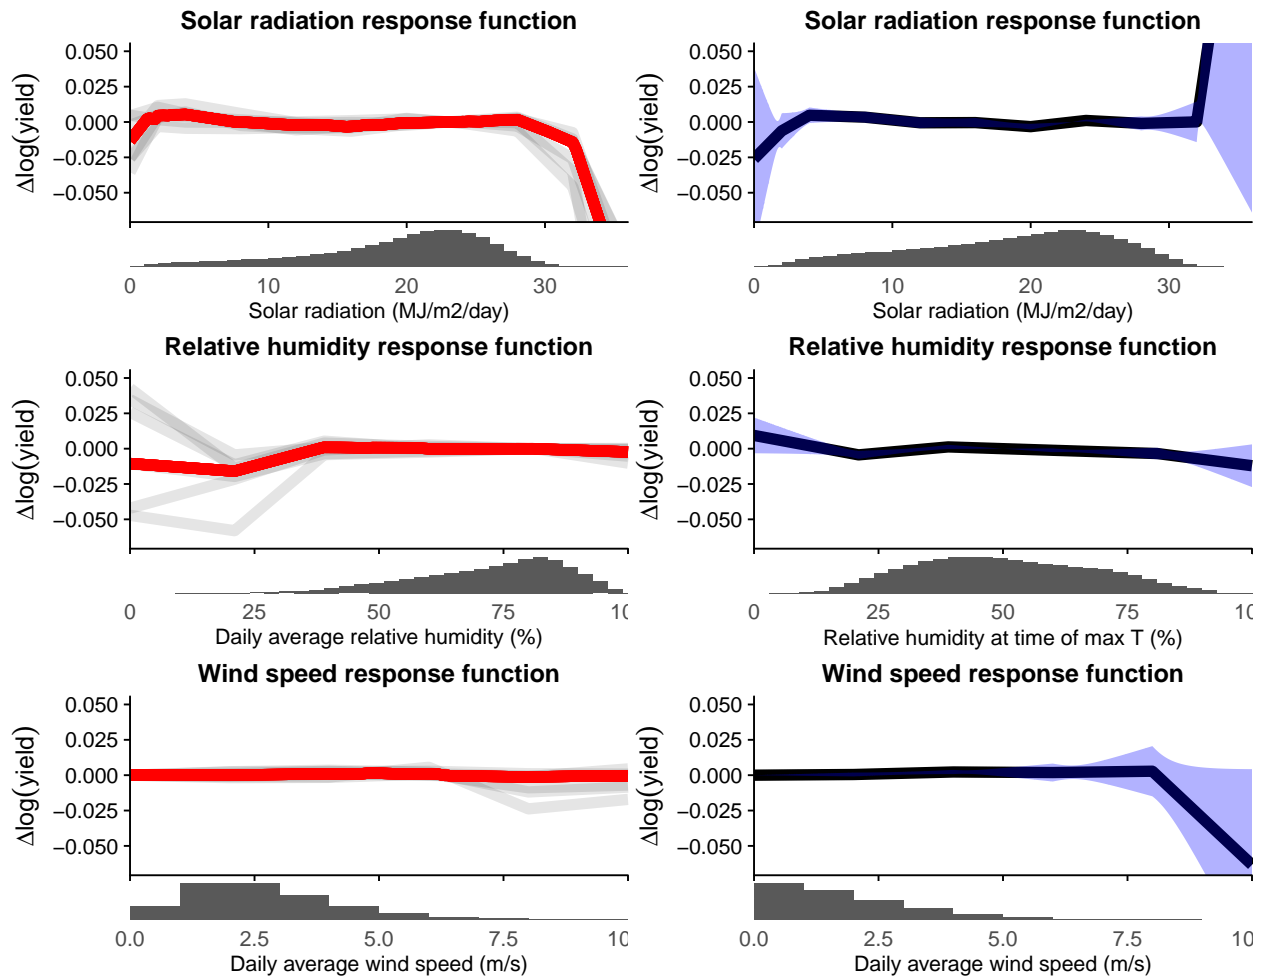 Solar radiation response function
Solar radiation response function
Δlog(yield)
0.050
0.025
0.000
−0.025
−0.050
Δlog(yield)
0.050
0.025
0.000
−0.025
−0.050
0 10 20 30
0 10 20 30
Solar radiation (MJ/m2/day)
Solar radiation (MJ/m2/day)
Relative humidity response function
Relative humidity response function
Δlog(yield)
0.050
0.025
0.000
−0.025
−0.050
Δlog(yield)
0.050
0.025
0.000
−0.025
−0.050
0 25 50 75 10
0 25 50 75 10
Daily average relative humidity (%)
Relative humidity at time of max T (%)
Wind speed response function
Wind speed response function
Δlog(yield)
0.050
0.025
0.000
−0.025
−0.050
Δlog(yield)
0.050
0.025
0.000
−0.025
−0.050
0.0 2.5 5.0 7.5 10
0.0 2.5 5.0 7.5 10
Daily average wind speed (m/s)
Daily average wind speed (m/s)